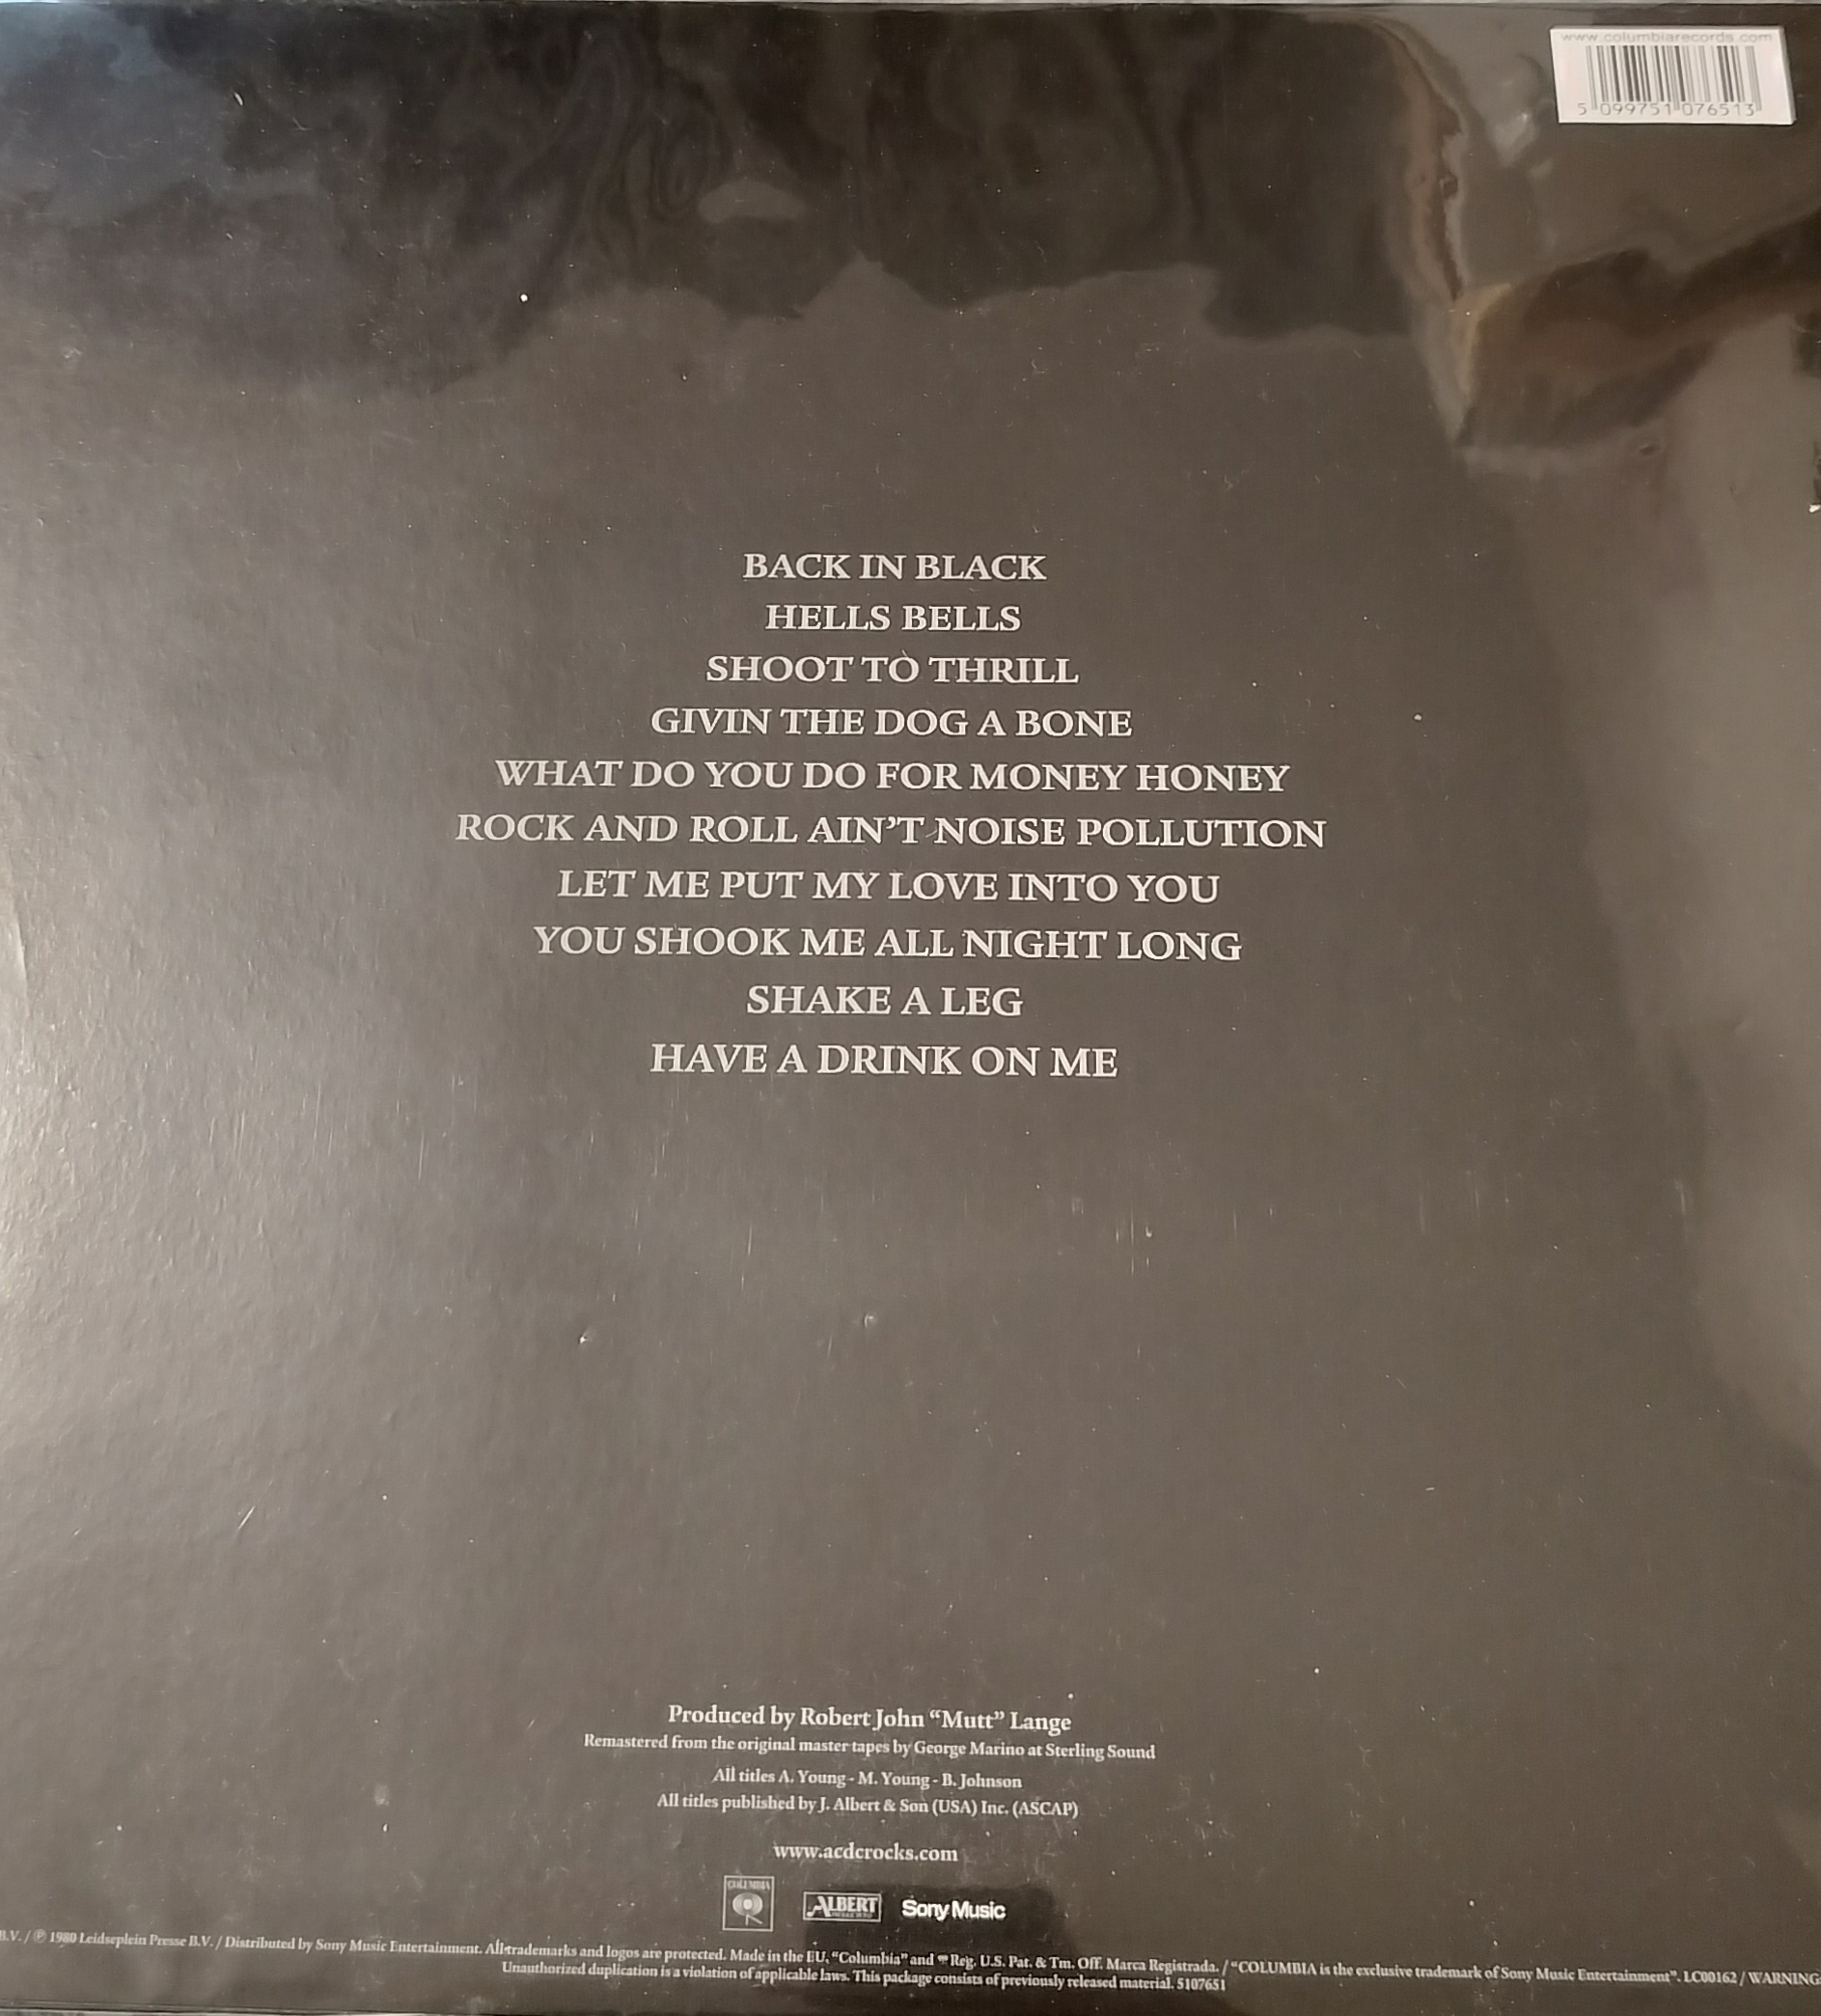 www.columbiarecords.com
5 099751 076513
BACK IN BLACK
HELLS BELLS
SHOOT TO THRILL
GIVIN THE DOG A BONE
WHAT DO YOU DO FOR MONEY HONEY
ROCK AND ROLL AIN'T NOISE POLLUTION
LET ME PUT MY LOVE INTO YOU
YOU SHOOK ME ALL NIGHT LONG
SHAKE A LEG
HAVE A DRINK ON ME
Produced by Robert John “Mutt” Lange
Remastered from the original master tapes by George Marino at Sterling Sound
All titles A. Young - M. Young - B. Johnson
All titles published by J. Albert & Son (USA) Inc. (ASCAP)
www.acdcrocks.com
COLUMBIA
ALBERT
Sony Music
B.V. / ℗ 1980 Leidseplein Presse B.V. / Distributed by Sony Music Entertainment. All trademarks and logos are protected. Made in the EU. “Columbia” and Reg. U.S. Pat. & Tm. Off. Marca Registrada. / “COLUMBIA is the exclusive trademark of Sony Music Entertainment”. LC00162 / WARNING:
Unauthorized duplication is a violation of applicable laws. This package consists of previously released material. 5107651